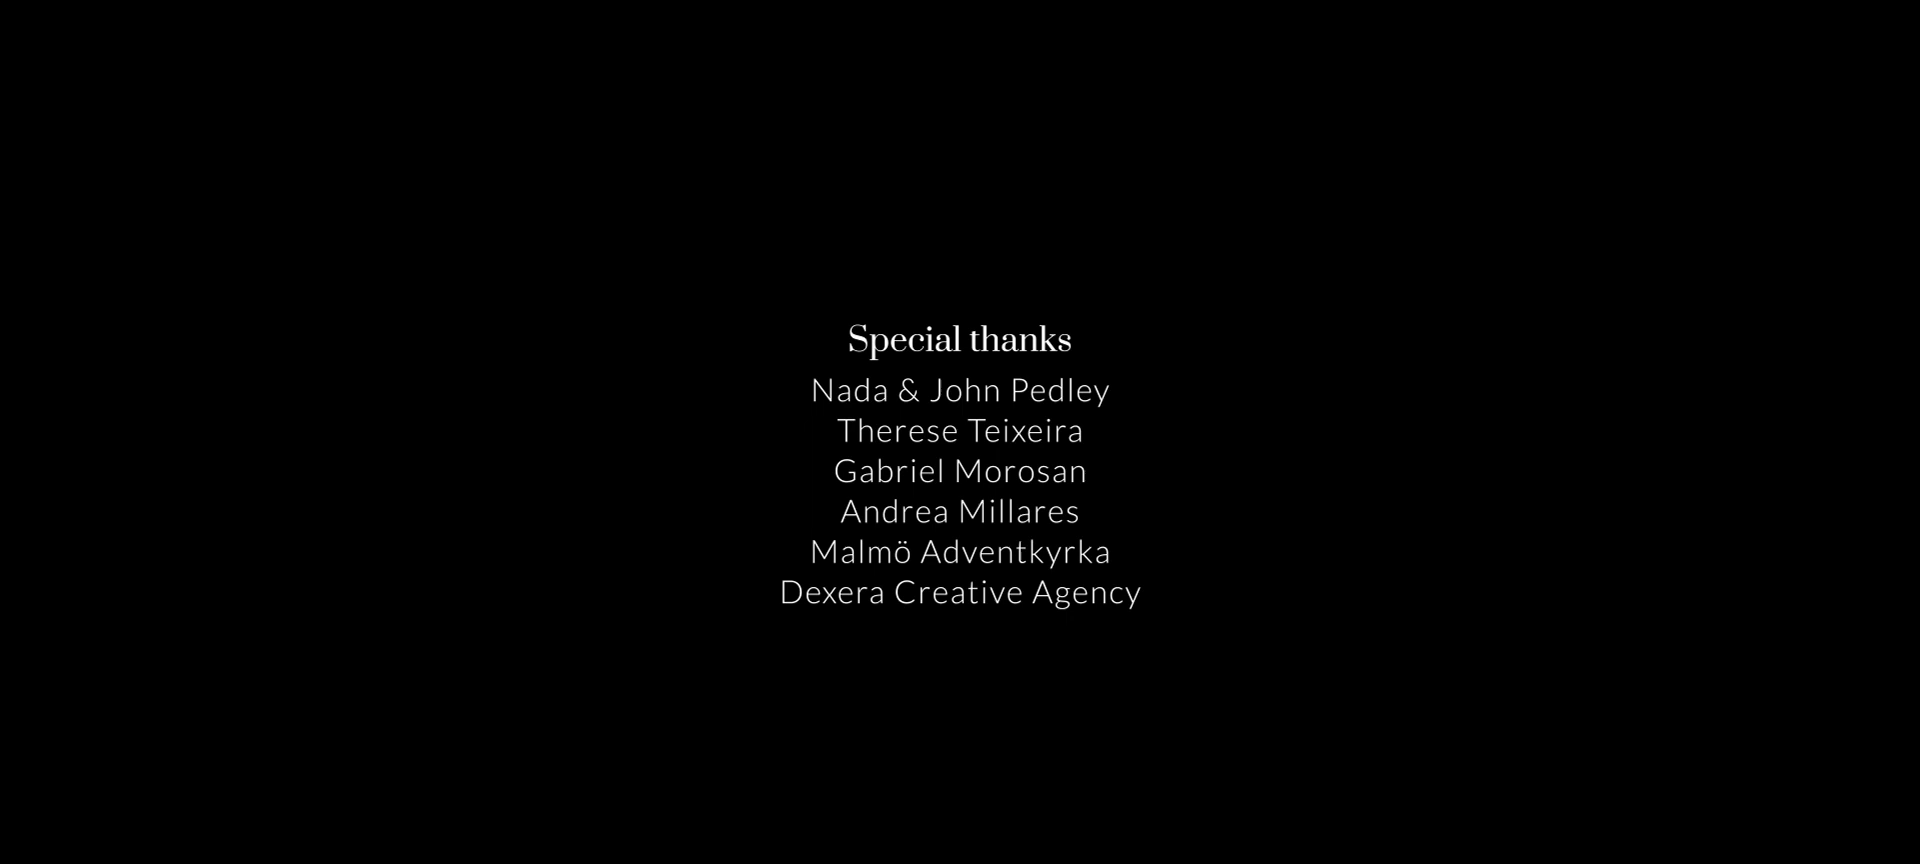 Special thanks
Nada & John Pedley
Therese Teixeira
Gabriel Morosan
Andrea Millares
Malmö Adventkyrka
Dexera Creative Agency